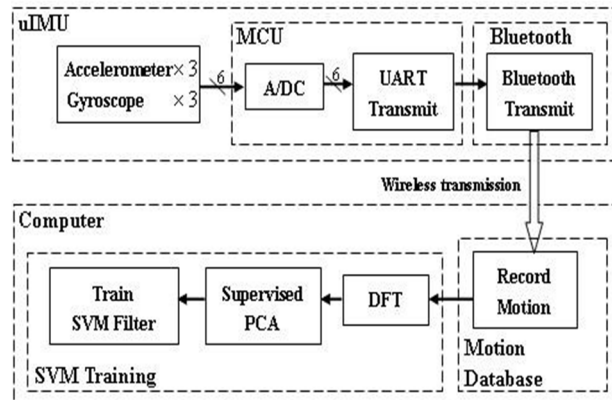 uIMU
MCU
Bluetooth
Accelerometer×3
Gyroscope ×3
6
A/DC
6
UART
Transmit
Bluetooth
Transmit
Wireless transmission
Computer
Train
SVM Filter
Supervised
PCA
DFT
Record
Motion
SVM Training
Motion
Database